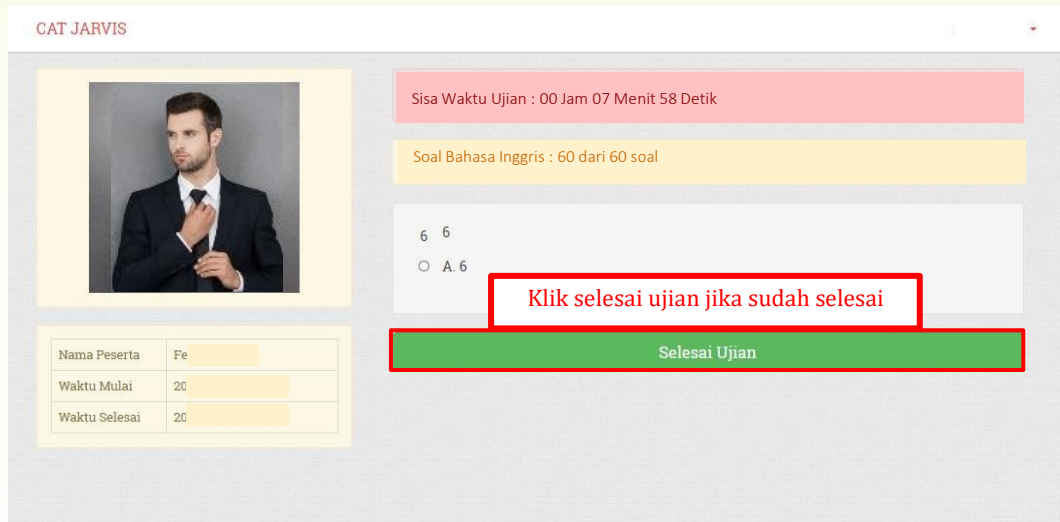 CAT JARVIS
Sisa Waktu Ujian : 00 Jam 07 Menit 58 Detik
Soal Bahasa Inggris : 60 dari 60 soal
6 6
A. 6
Klik selesai ujian jika sudah selesai
Selesai Ujian
Nama Peserta Fe
Waktu Mulai 20
Waktu Selesai 20